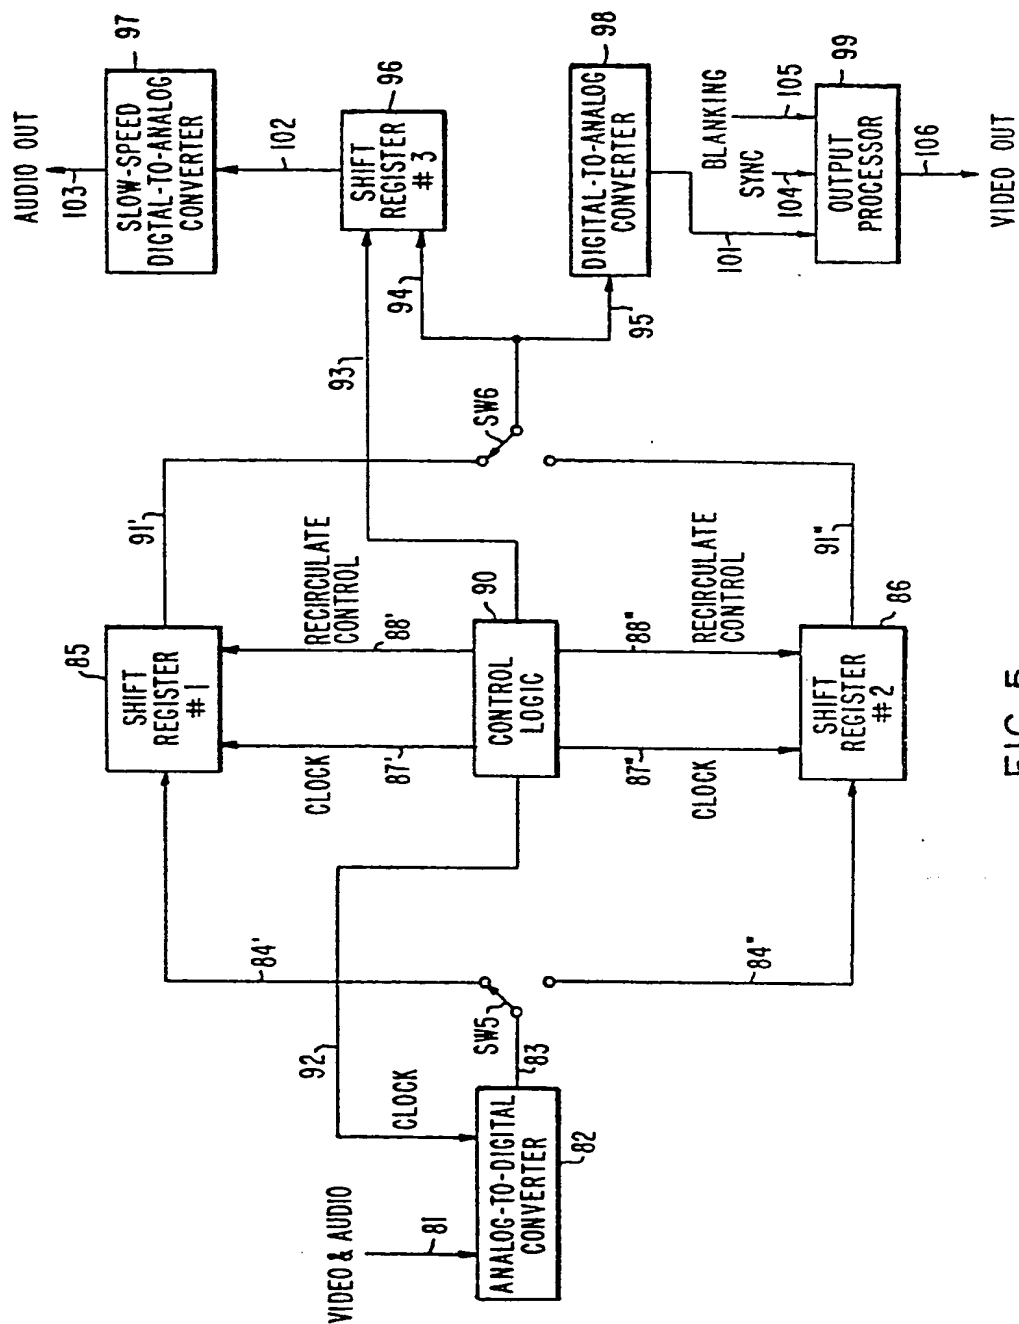 AUDIO OUT
103
97
SLOW-SPEED
DIGTAL-TO-ANALOG
CONVERTER
102
96
SHIFT
REGISTER
# 3
93
94
95
98
DIGITAL-TO-ANALOG
CONVERTER
101
BLANKING
105
SYNC
104
99
OUTPUT
PROCESSOR
106
VIDEO OUT
SW6
91'
91"
85
SHIFT
REGISTER
# 1
RECIRCULATE
CONTROL
88'
CLOCK
87'
90
CONTROL
LOGIC
88"
RECIRCULATE
CONTROL
87"
CLOCK
86
SHIFT
REGISTER
# 2
84'
84"
92
CLOCK
SW5
83
VIDEO & AUDIO
81
ANALOG-TO-DIGITAL
CONVERTER
82
FIG. 5